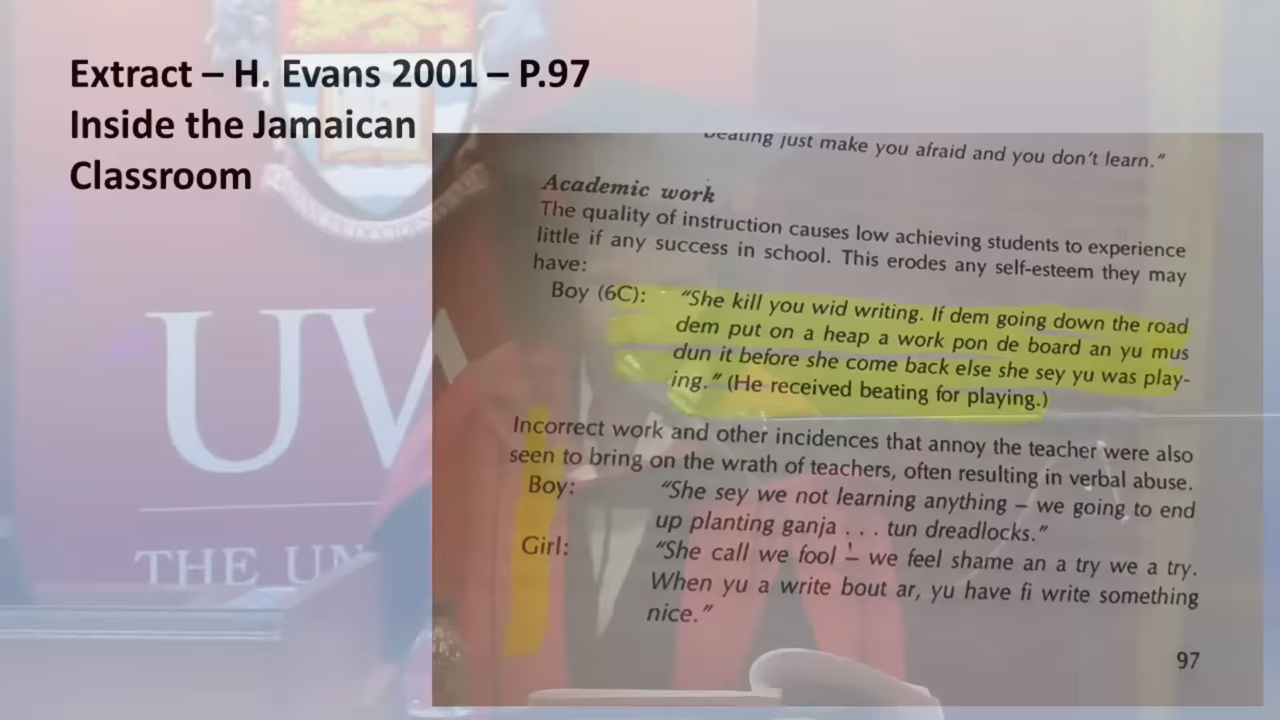 Extract – H. Evans 2001 – P.97
Inside the Jamaican
Classroom
beating just make you afraid and you don't learn.”
Academic work
The quality of instruction causes low achieving students to experience
little if any success in school. This erodes any self-esteem they may
have:
Boy (6C): “She kill you wid writing. If dem going down the road
dem put on a heap a work pon de board an yu mus
dun it before she come back else she sey yu was play-
ing.” (He received beating for playing.)
Incorrect work and other incidences that annoy the teacher were also
seen to bring on the wrath of teachers, often resulting in verbal abuse.
Boy: “She sey we not learning anything – we going to end
up planting ganja . . . tun dreadlocks.”
Girl: “She call we fool – we feel shame an a try we a try.
When yu a write bout ar, yu have fi write something
nice.”
97
UW
THE UN